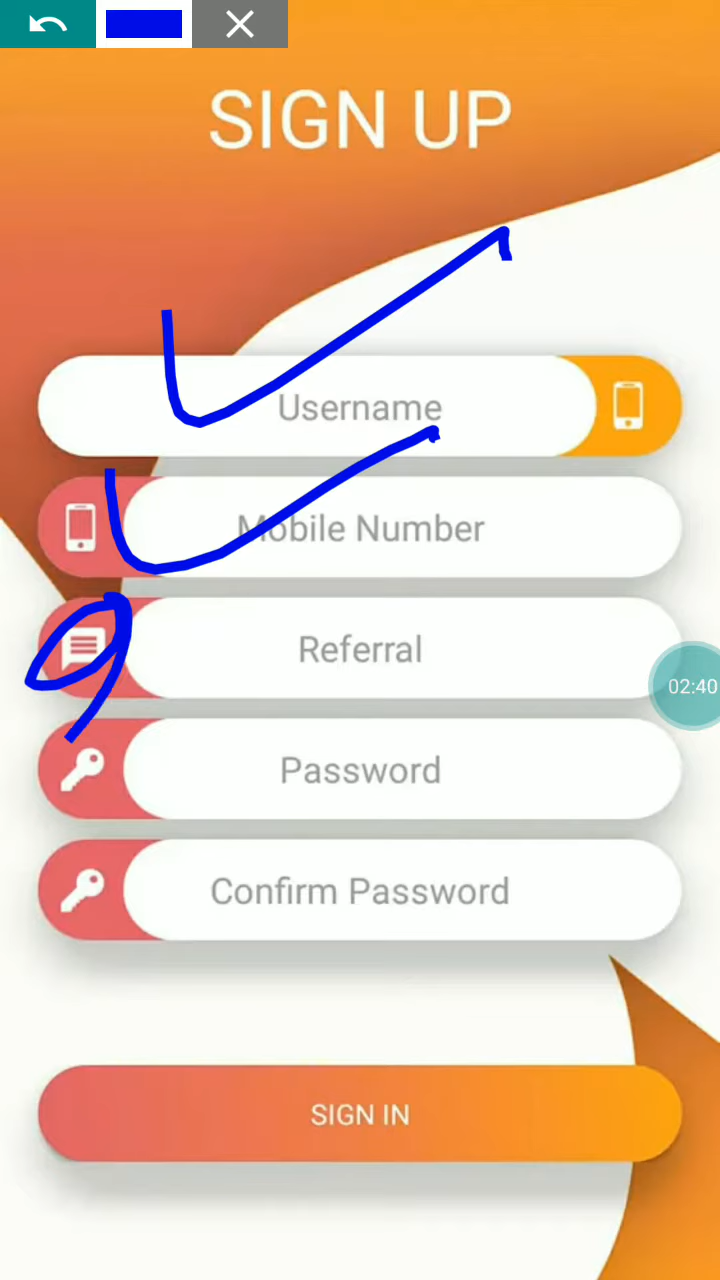 SIGN UP
Username
Mobile Number
Referral
02:40
Password
Confirm Password
SIGN IN